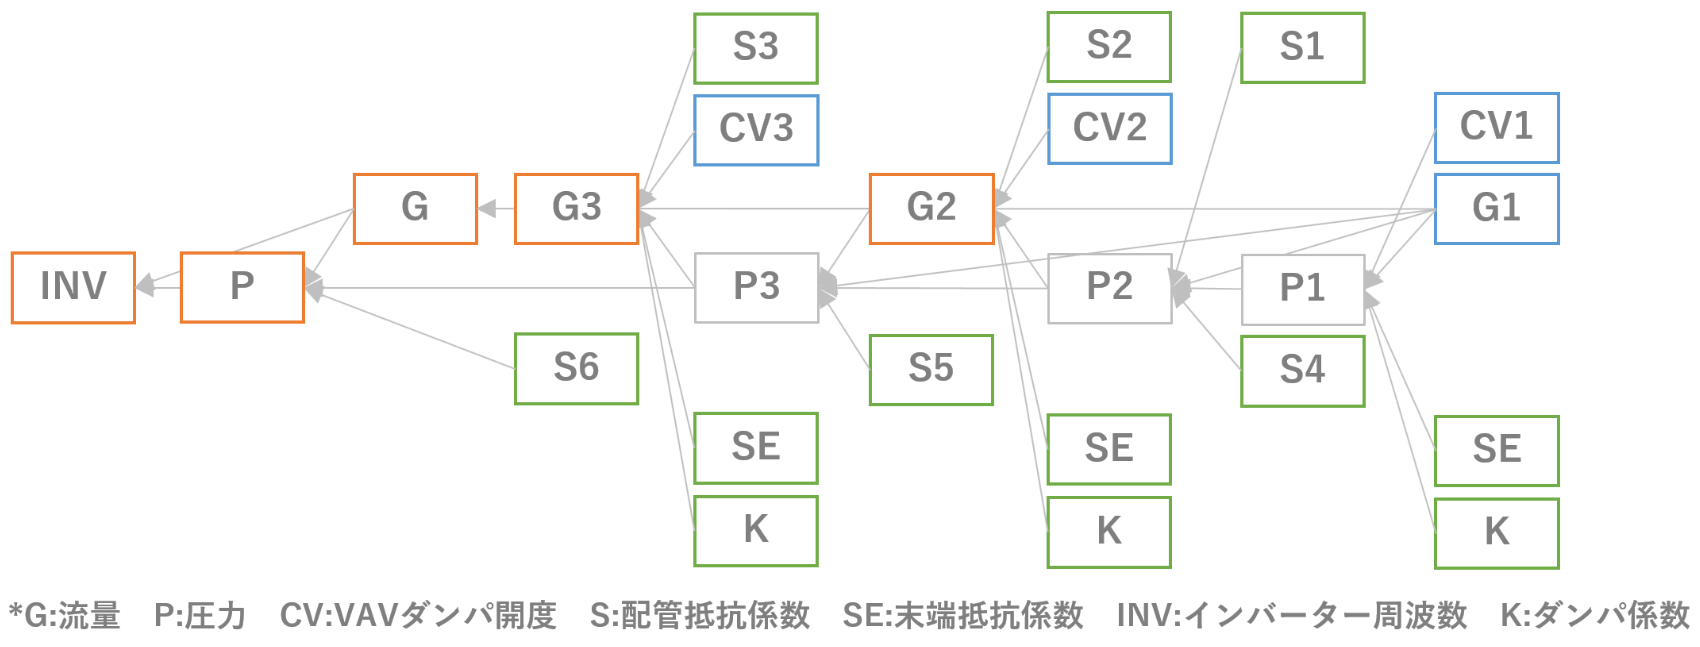 S3
S2
S1
CV3
CV2
CV1
G
G3
G2
G1
INV
P
P3
P2
P1
S6
S5
S4
SE
SE
SE
K
K
K
*G:流量　P:圧力　CV:VAVダンパ開度　S:配管抵抗係数　SE:末端抵抗係数　INV:インバーター周波数　K:ダンパ係数